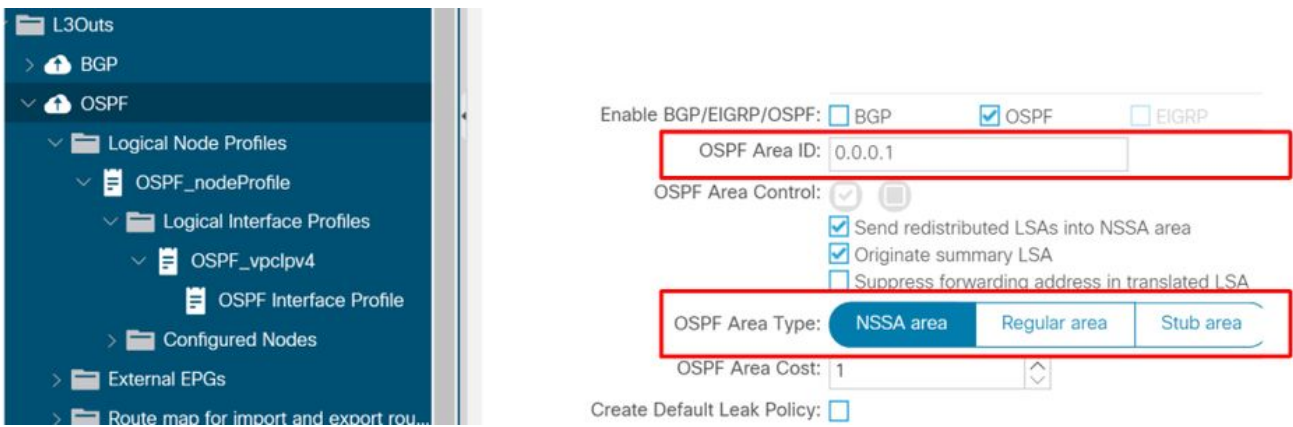 L3Outs
BGP
OSPF
Logical Node Profiles
OSPF_nodeProfile
Logical Interface Profiles
OSPF_vpcIpv4
OSPF Interface Profile
Configured Nodes
External EPGs
Route map for import and export rou...
Enable BGP/EIGRP/OSPF: BGP OSPF EIGRP
OSPF Area ID: 0.0.0.1
OSPF Area Control:
Send redistributed LSAs into NSSA area
Originate summary LSA
Suppress forwarding address in translated LSA
OSPF Area Type: NSSA area Regular area Stub area
OSPF Area Cost: 1
Create Default Leak Policy: